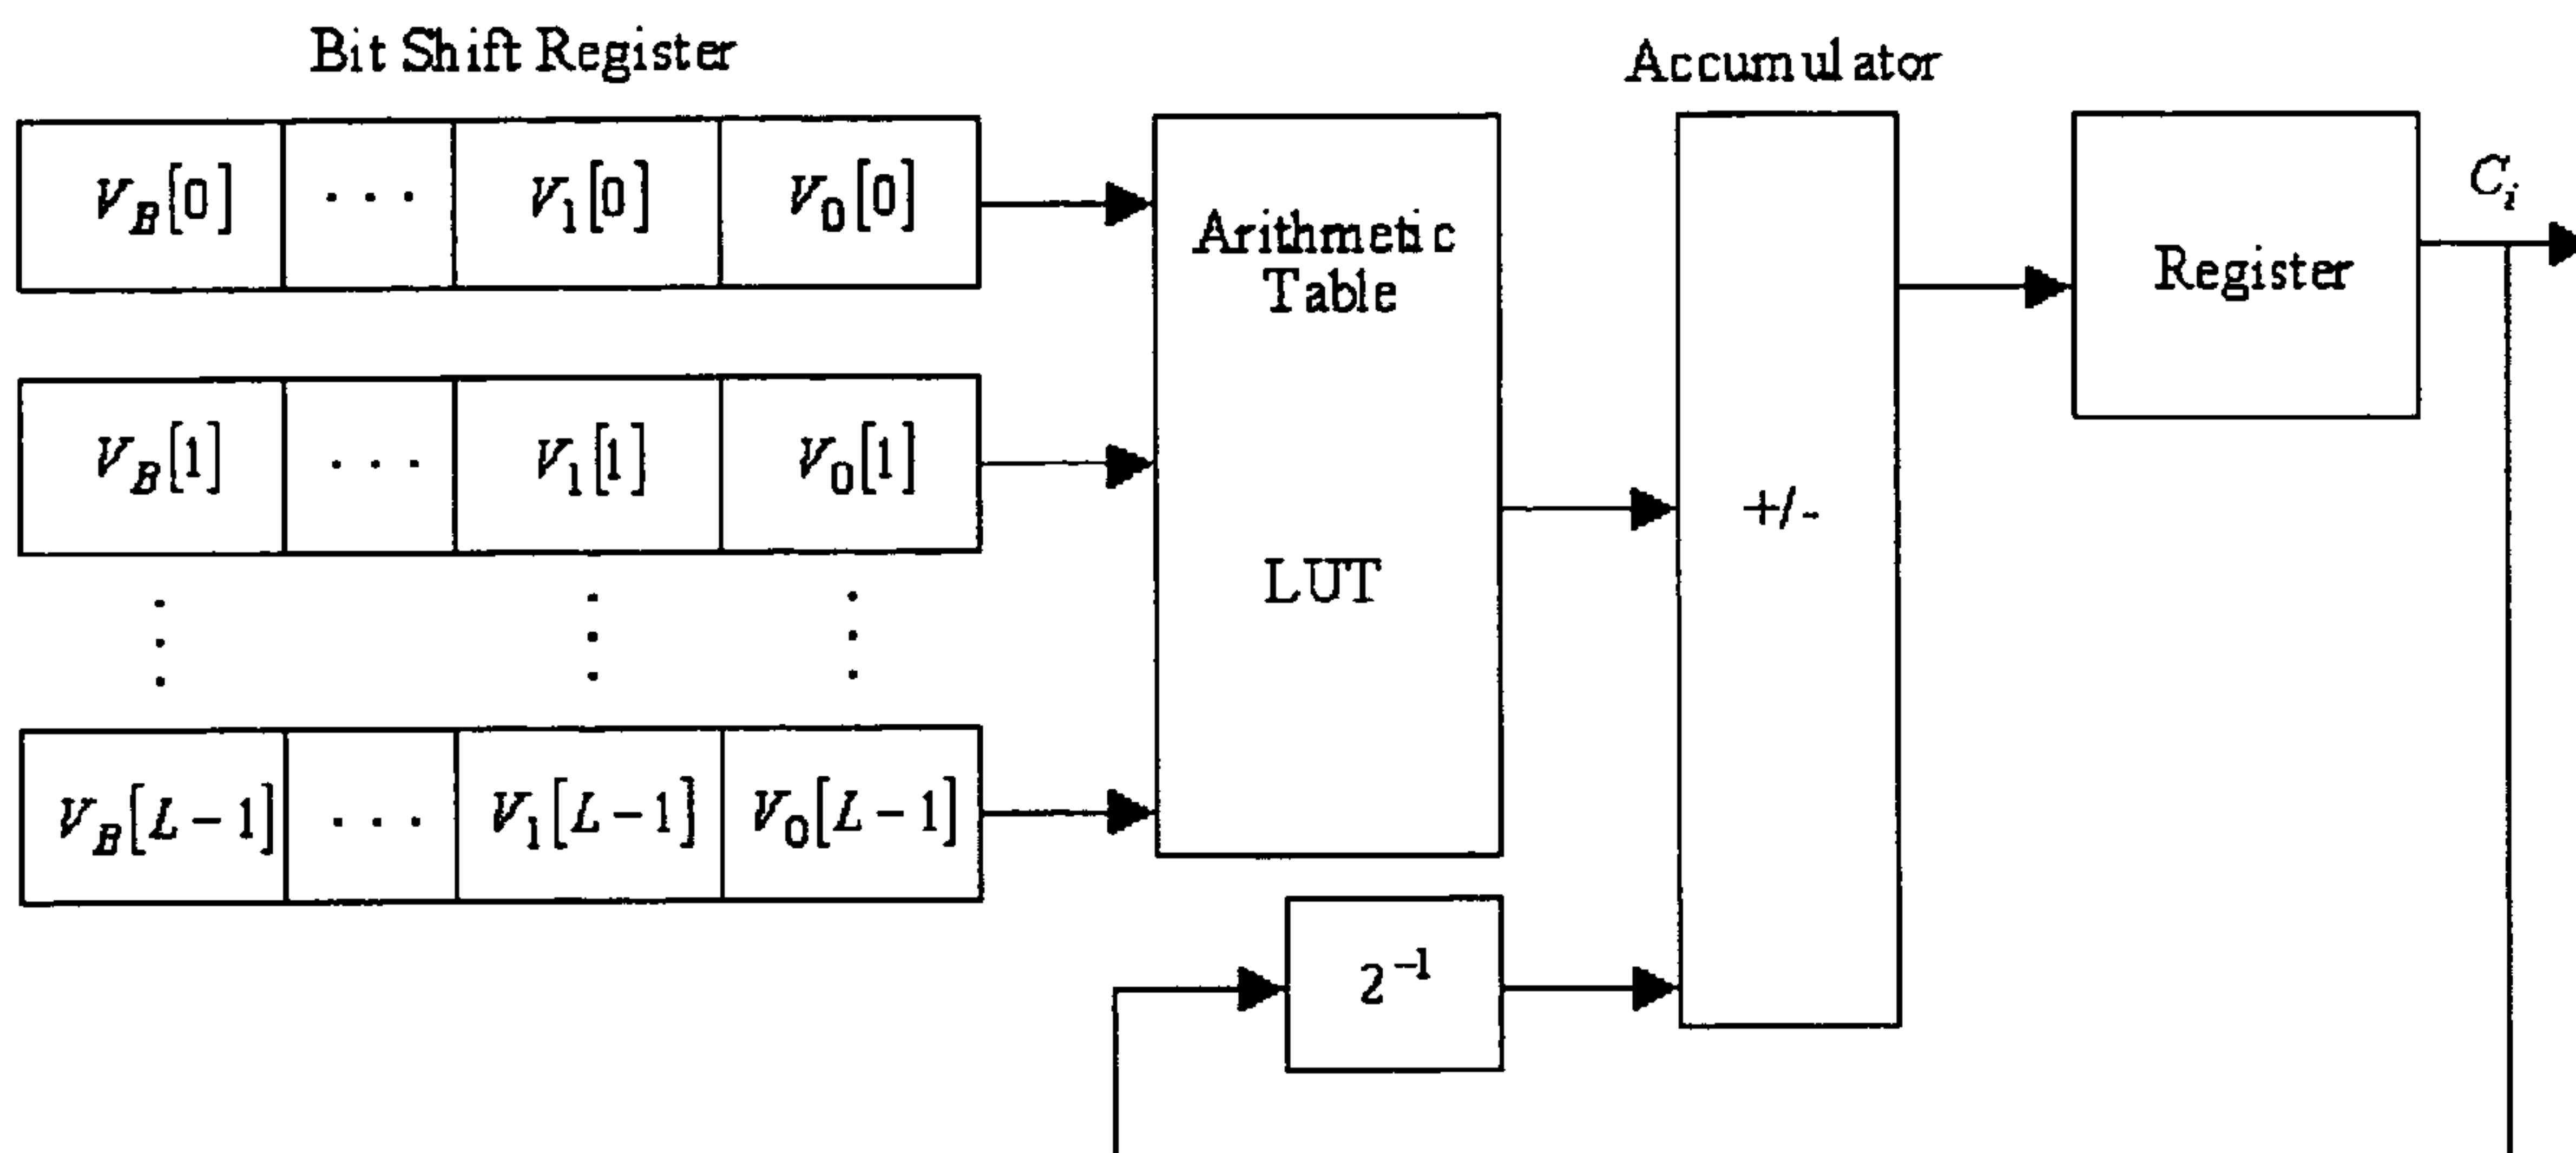 Bit Shift Register
Accumulator
V_B[0] ... V_1[0] V_0[0]
Arithmetic
Table
LUT
+/-
Register
C_i
V_B[1] ... V_1[1] V_0[1]
V_B[L-1] ... V_1[L-1] V_0[L-1]
2^{-1}